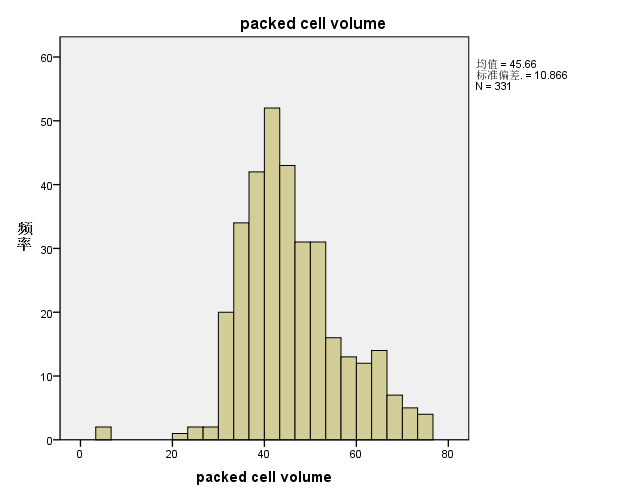 packed cell volume
均值 = 45.66
标准偏差. = 10.866
N = 331
60
50
40
30
20
10
0
频率
0 20 40 60 80
packed cell volume